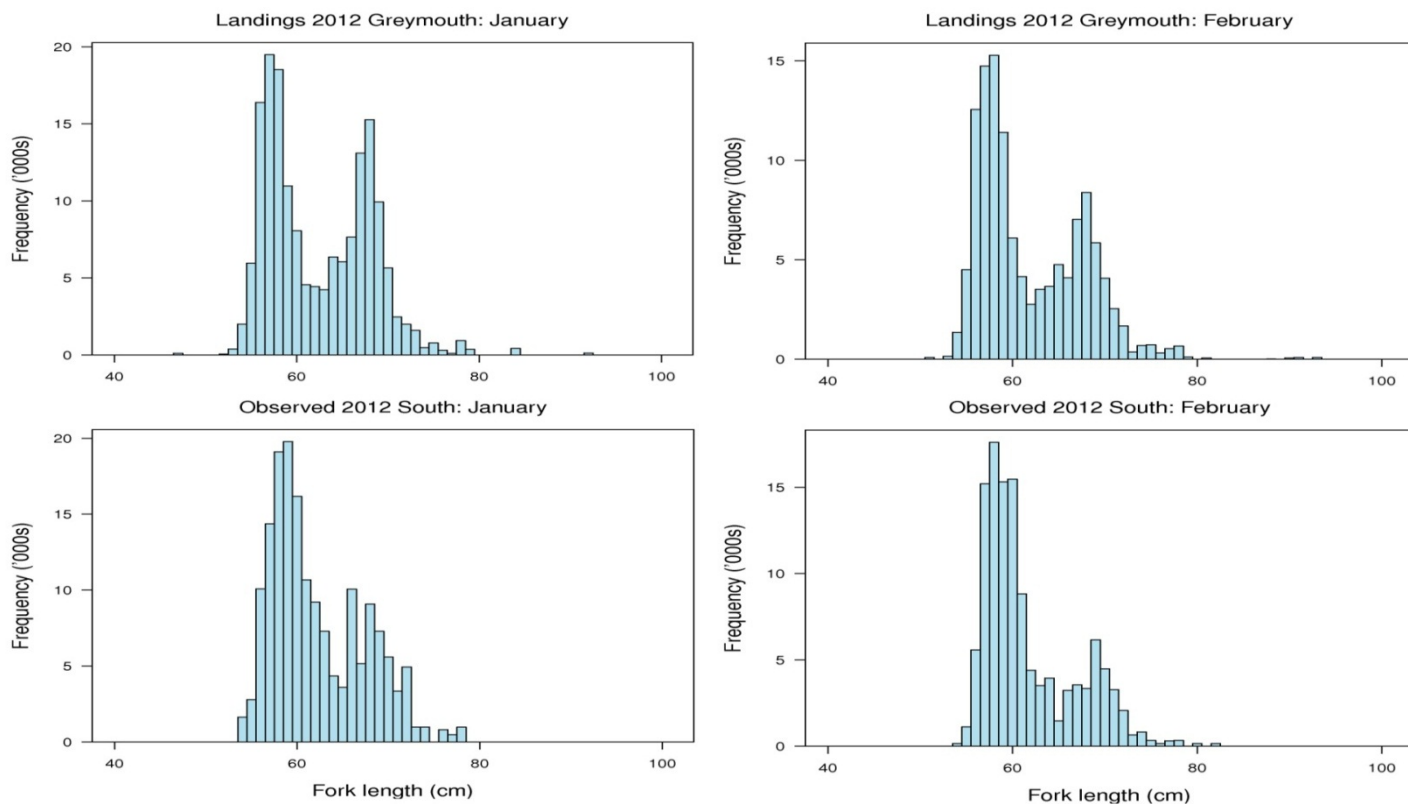 Landings 2012 Greymouth: January
20
15
10
5
0
Frequency ('000s)
40 60 80 100
Landings 2012 Greymouth: February
15
10
5
0
Frequency ('000s)
40 60 80 100
Observed 2012 South: January
20
15
10
5
0
Frequency ('000s)
40 60 80 100
Fork length (cm)
Observed 2012 South: February
15
10
5
0
Frequency ('000s)
40 60 80 100
Fork length (cm)